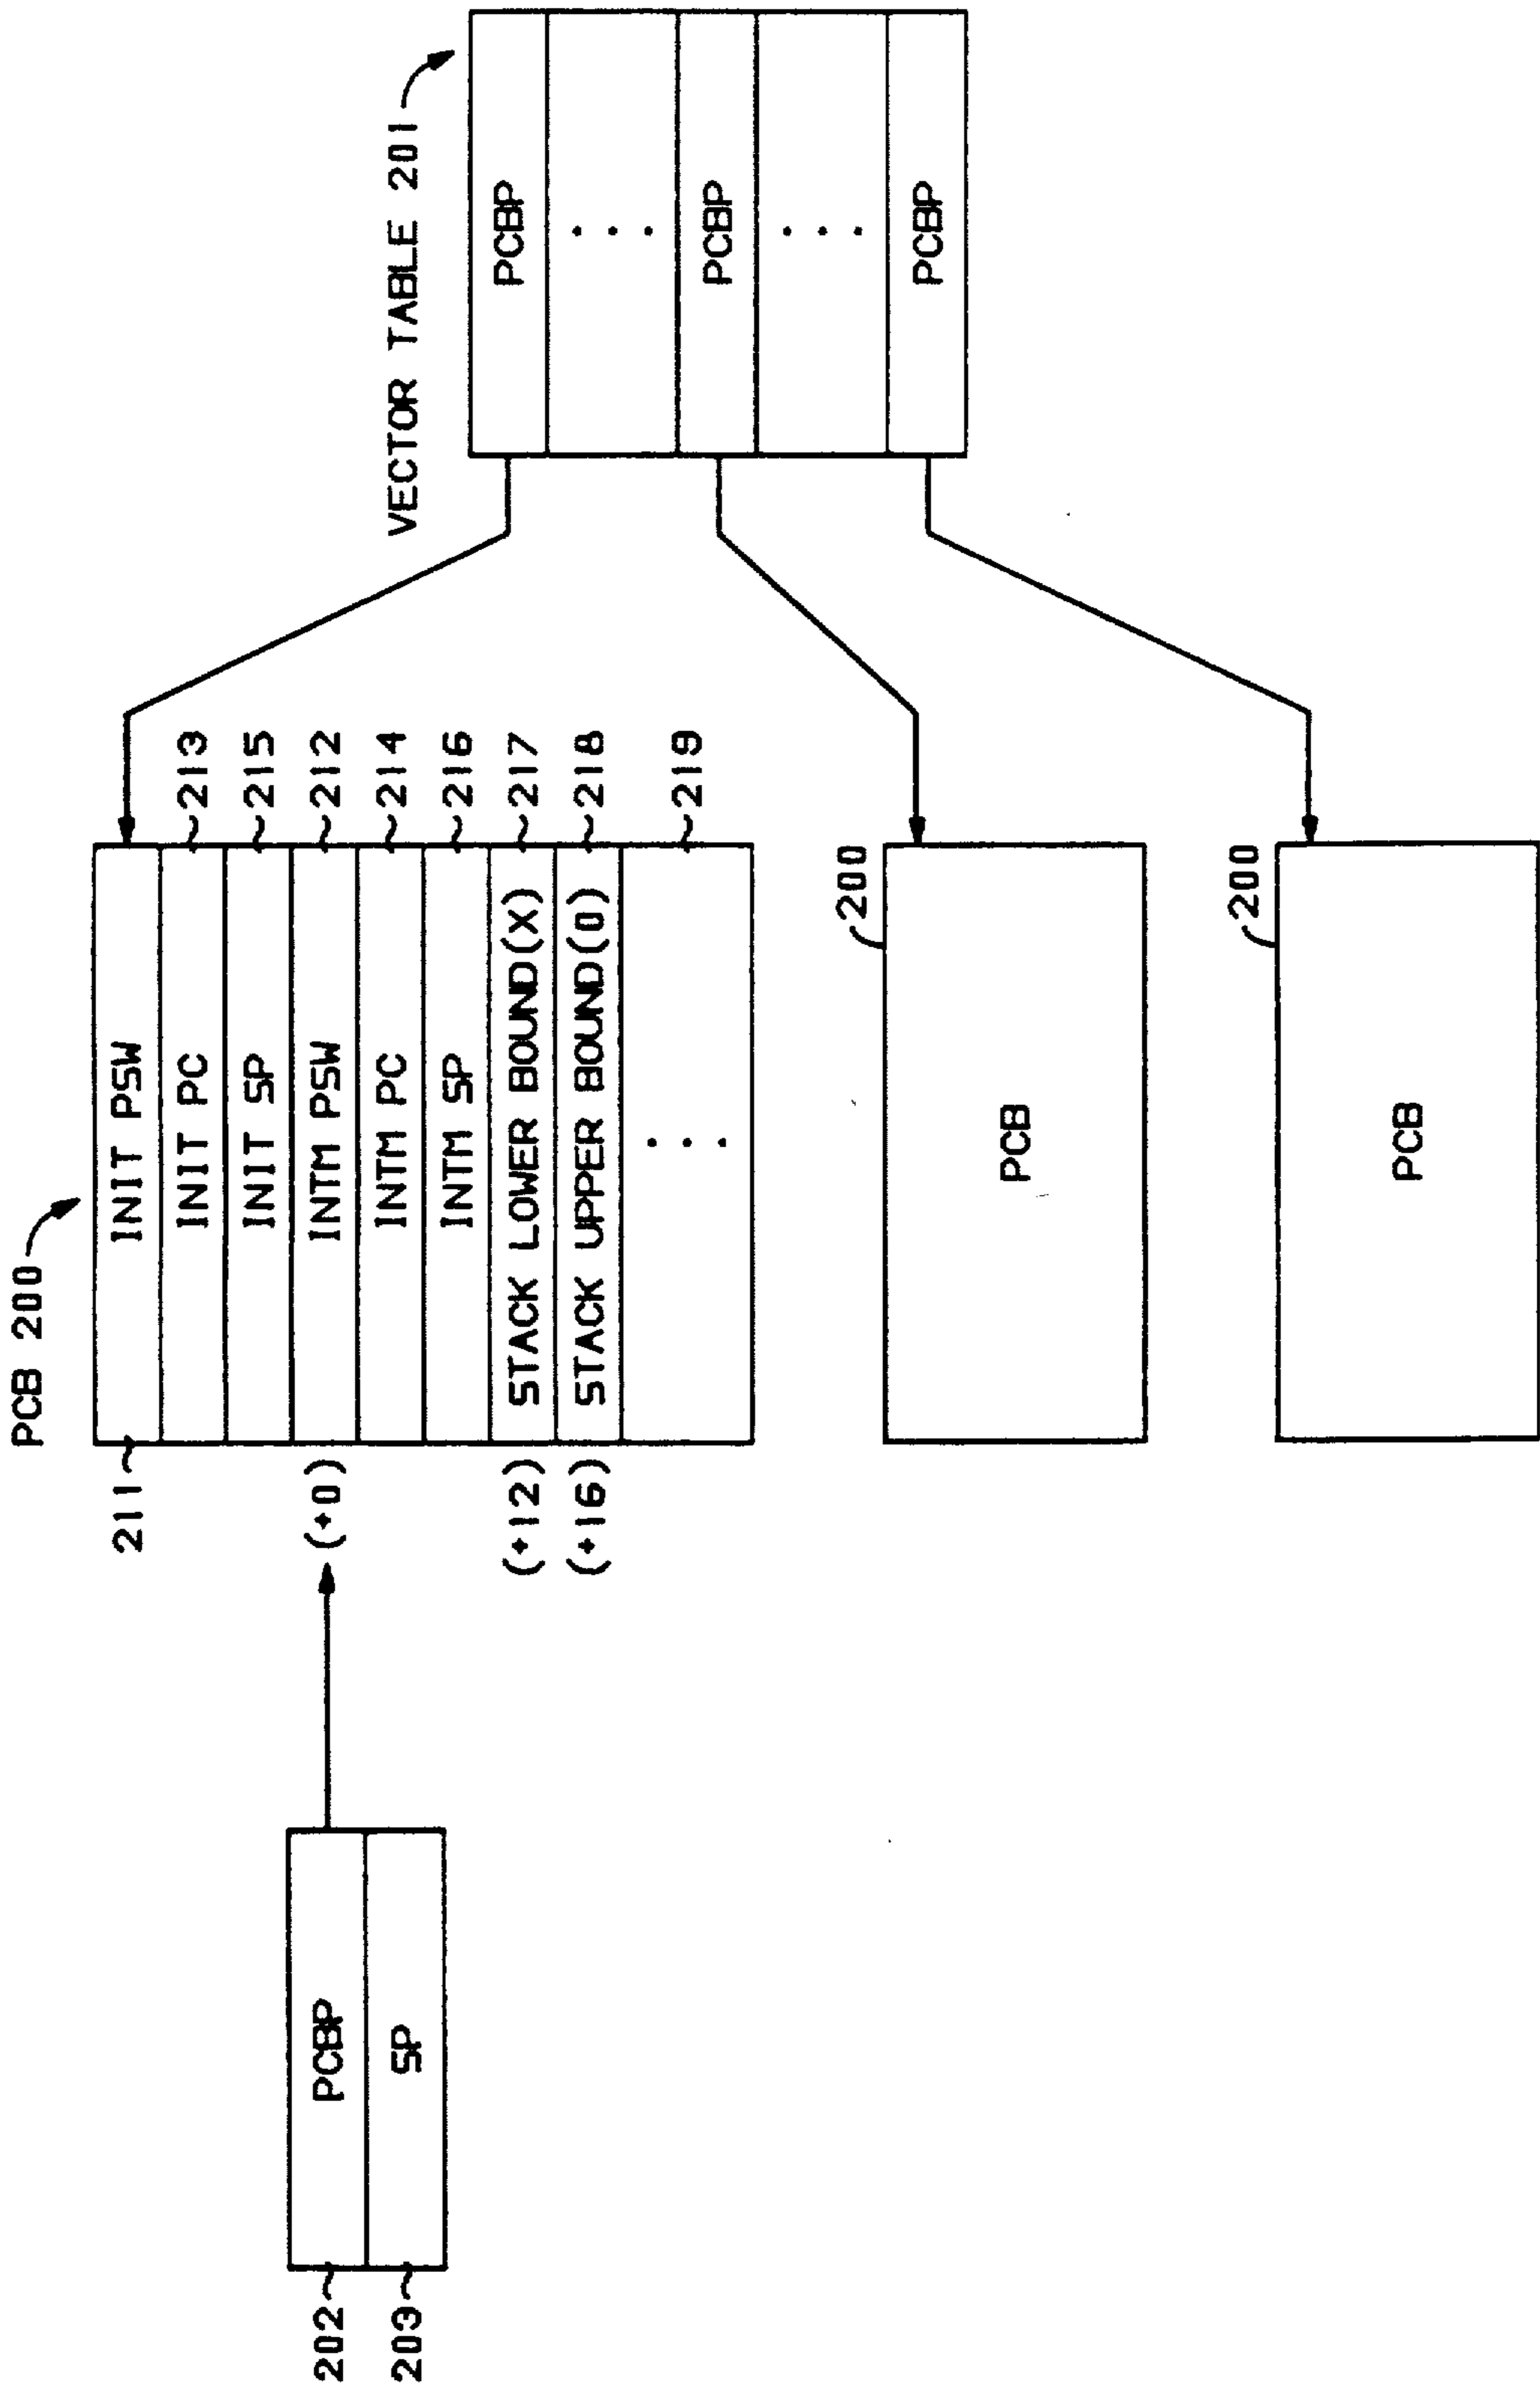 PCB 200
211
INIT PSW
INIT PC
213
INIT SP
215
(+0)
INTM PSW
212
INTM PC
214
INTM SP
216
(+12)
STACK LOWER BOUND(X)
217
(+16)
STACK UPPER BOUND(0)
218
. . .
219
202
PCBP
203
SP
VECTOR TABLE 201
PCBP
. . .
PCBP
. . .
PCBP
200
PCB
200
PCB